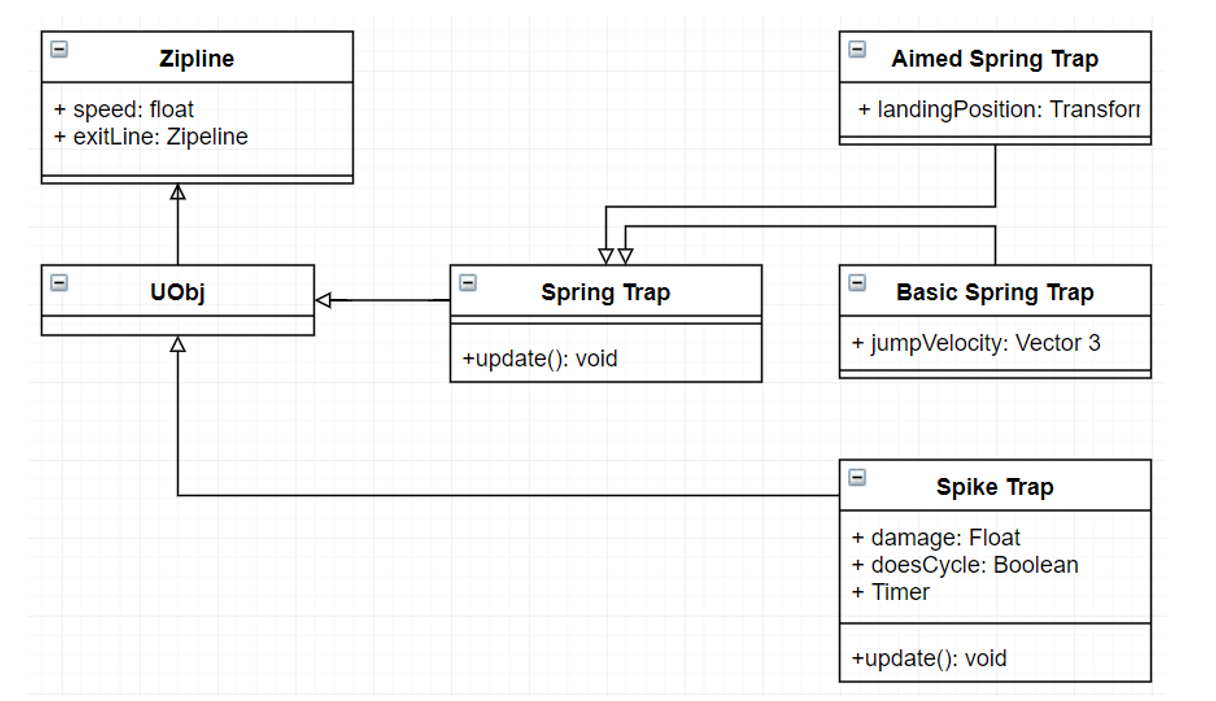 Zipline
+ speed: float
+ exitLine: Zipeline
Aimed Spring Trap
+ landingPosition: Transforr
UObj
Spring Trap
+update(): void
Basic Spring Trap
+ jumpVelocity: Vector 3
Spike Trap
+ damage: Float
+ doesCycle: Boolean
+ Timer
+update(): void